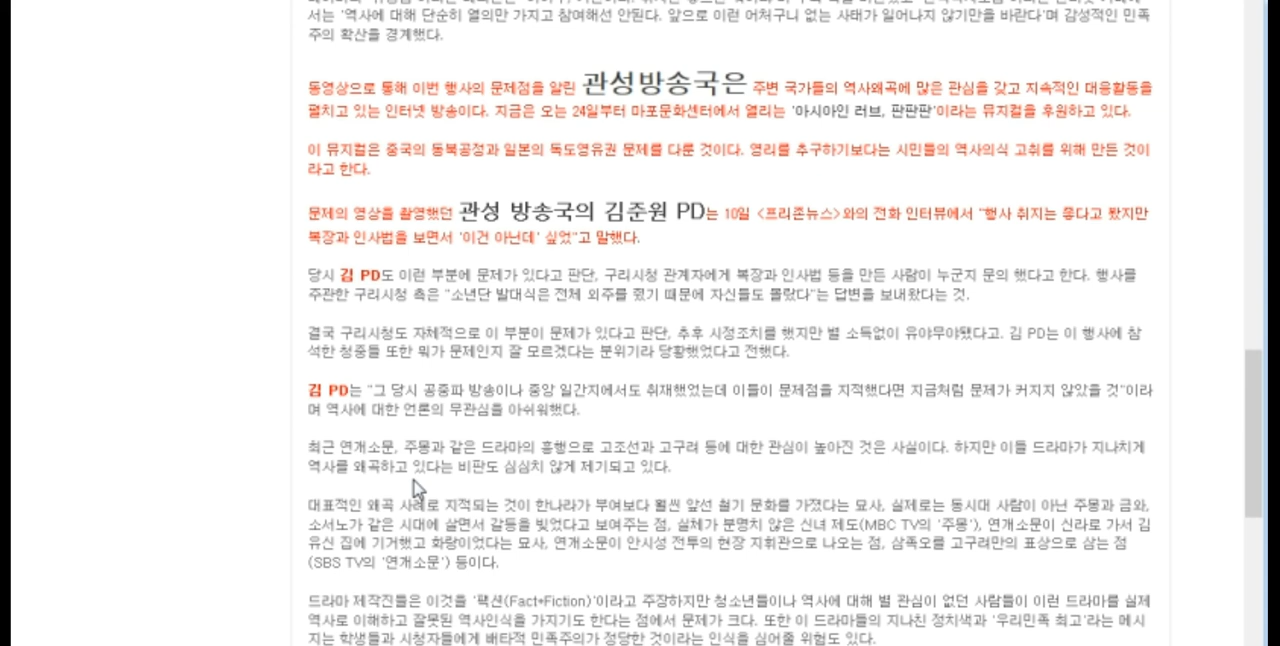 서는 '역사에 대해 단순히 열의만 가지고 참여해선 안된다. 앞으로 이런 어처구니 없는 사태가 일어나지 않기만을 바란다'며 감성적인 민족
주의 확산을 경계했다.
동영상으로 통해 이번 행사의 문제점을 알린 관성방송국은 주변 국가들의 역사왜곡에 많은 관심을 갖고 지속적인 대응활동을
펼치고 있는 인터넷 방송이다. 지금은 오는 24일부터 마포문화센터에서 열리는 '아시아인 러브, 판판판'이라는 뮤지컬을 후원하고 있다.
이 뮤지컬은 중국의 동북공정과 일본의 독도영유권 문제를 다룬 것이다. 영리를 추구하기보다는 시민들의 역사의식 고취를 위해 만든 것이
라고 한다.
문제의 영상을 촬영했던 관성 방송국의 김준원 PD는 10일 <프리존뉴스>와의 전화 인터뷰에서 "행사 취지는 좋다고 봤지만
복장과 인사법을 보면서 '이건 아닌데' 싶었"고 말했다.
당시 김 PD도 이런 부분에 문제가 있다고 판단, 구리시청 관계자에게 복장과 인사법 등을 만든 사람이 누군지 문의 했다고 한다. 행사를
주관한 구리시청 측은 "소년단 발대식은 전체 외주를 줬기 때문에 자신들도 몰랐다"는 답변을 보내왔다는 것.
결국 구리시청도 자체적으로 이 부분이 문제가 있다고 판단, 추후 시정조치를 했지만 별 소득없이 유야무야됐다고. 김 PD는 이 행사에 참
석한 청중들 또한 뭐가 문제인지 잘 모르겠다는 분위기라 당황했었다고 전했다.
김 PD는 "그 당시 공중파 방송이나 중앙 일간지에서도 취재했었는데 이들이 문제점을 지적했다면 지금처럼 문제가 커지지 않았을 것"이라
며 역사에 대한 언론의 무관심을 아쉬워했다.
최근 연개소문, 주몽과 같은 드라마의 흥행으로 고조선과 고구려 등에 대한 관심이 높아진 것은 사실이다. 하지만 이들 드라마가 지나치게
역사를 왜곡하고 있다는 비판도 심심치 않게 제기되고 있다.
대표적인 왜곡 사례로 지적되는 것이 한나라가 부여보다 훨씬 앞선 철기 문화를 가졌다는 묘사, 실제로는 동시대 사람이 아닌 주몽과 금와,
소서노가 같은 시대에 살면서 갈등을 빚었다고 보여주는 점, 실체가 분명치 않은 신녀 제도(MBC TV의 '주몽'), 연개소문이 신라로 가서 김
유신 집에 기거했고 화랑이었다는 묘사, 연개소문이 안시성 전투의 현장 지휘관으로 나오는 점, 삼족오를 고구려만의 표상으로 삼는 점
(SBS TV의 '연개소문') 등이다.
드라마 제작진들은 이것을 '팩션(Fact+Fiction)'이라고 주장하지만 청소년들이나 역사에 대해 별 관심이 없던 사람들이 이런 드라마를 실제
역사로 이해하고 잘못된 역사인식을 가지기도 한다는 점에서 문제가 크다. 또한 이 드라마들의 지나친 정치색과 '우리민족 최고'라는 메시
지는 학생들과 시청자들에게 배타적 민족주의가 정당한 것이라는 인식을 심어줄 위험도 있다.